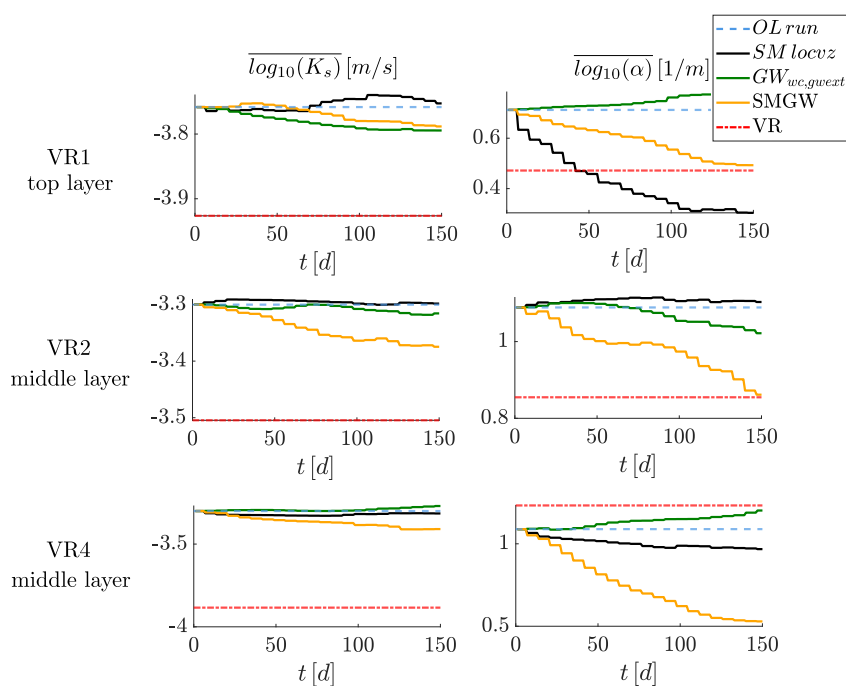 log₁₀(Kₛ) [m/s]
log₁₀(α) [1/m]
OL run
SM locvz
GW_wc,gwext
SMGW
VR
VR1
top layer
-3.8
-3.9
0 50 100 150
t [d]
0.6
0.4
0 50 100 150
t [d]
VR2
middle layer
-3.3
-3.4
-3.5
0 50 100 150
t [d]
1
0.8
0 50 100 150
t [d]
VR4
middle layer
-3.5
-4
0 50 100 150
t [d]
1
0.5
0 50 100 150
t [d]